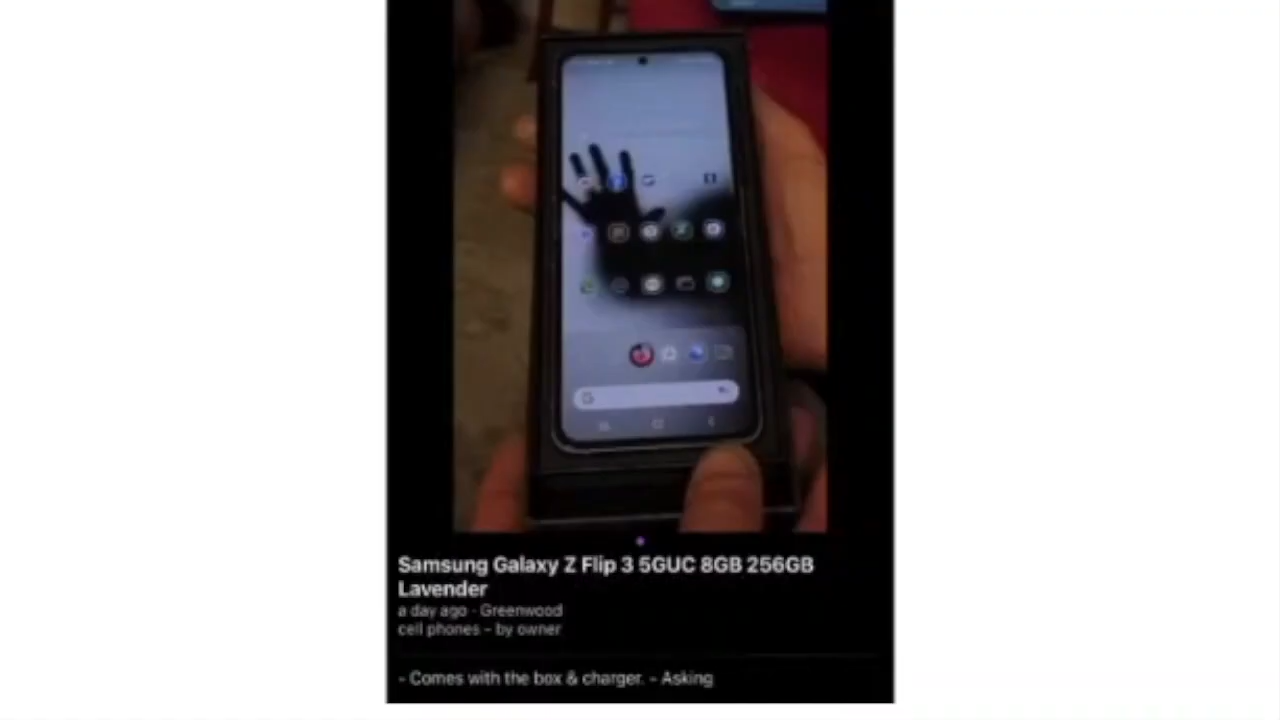 Samsung Galaxy Z Flip 3 5GUC 8GB 256GB
Lavender
a day ago - Greenwood
cell phones - by owner
- Comes with the box & charger. - Asking